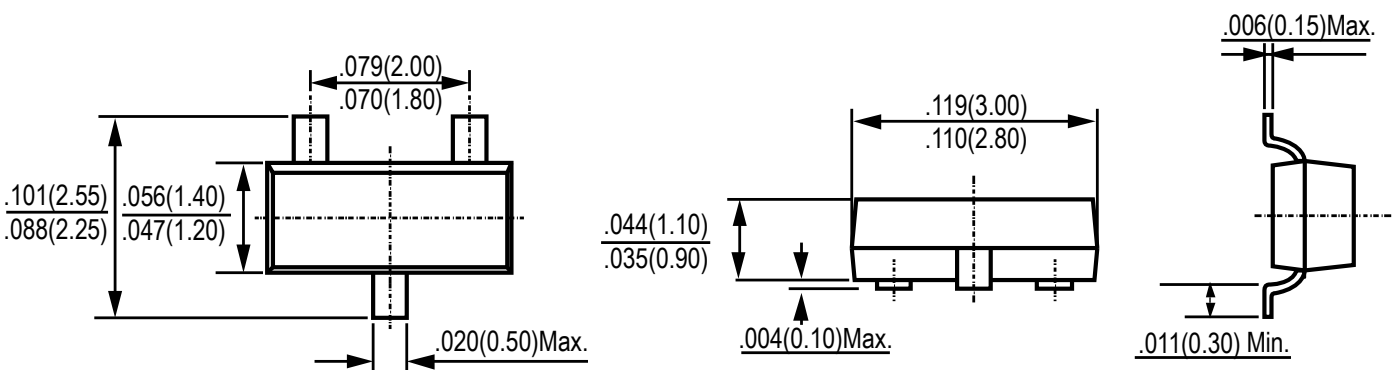 .079(2.00)
.070(1.80)
.101(2.55)
.088(2.25)
.056(1.40)
.047(1.20)
.020(0.50)Max.
.119(3.00)
.110(2.80)
.044(1.10)
.035(0.90)
.004(0.10)Max.
.006(0.15)Max.
.011(0.30) Min.